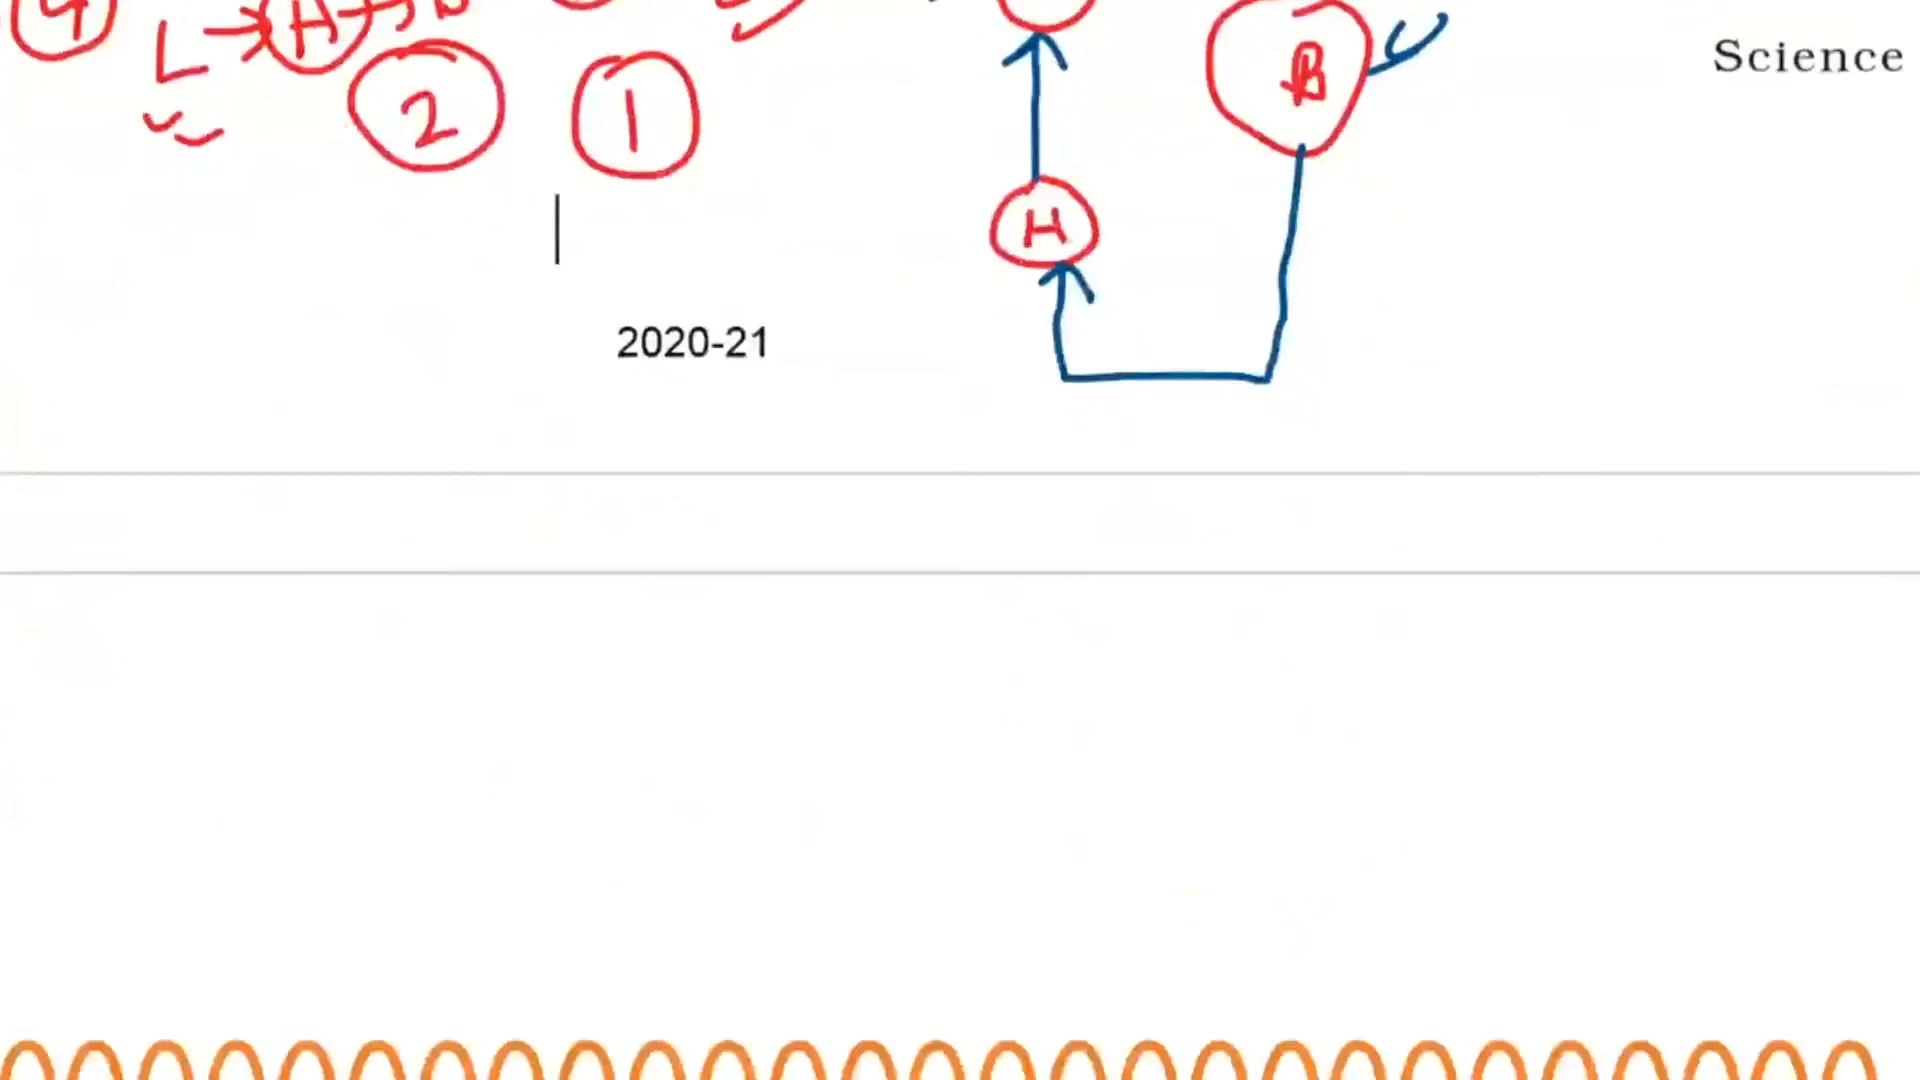 L → H →
B
Science
2 1
H
2020-21